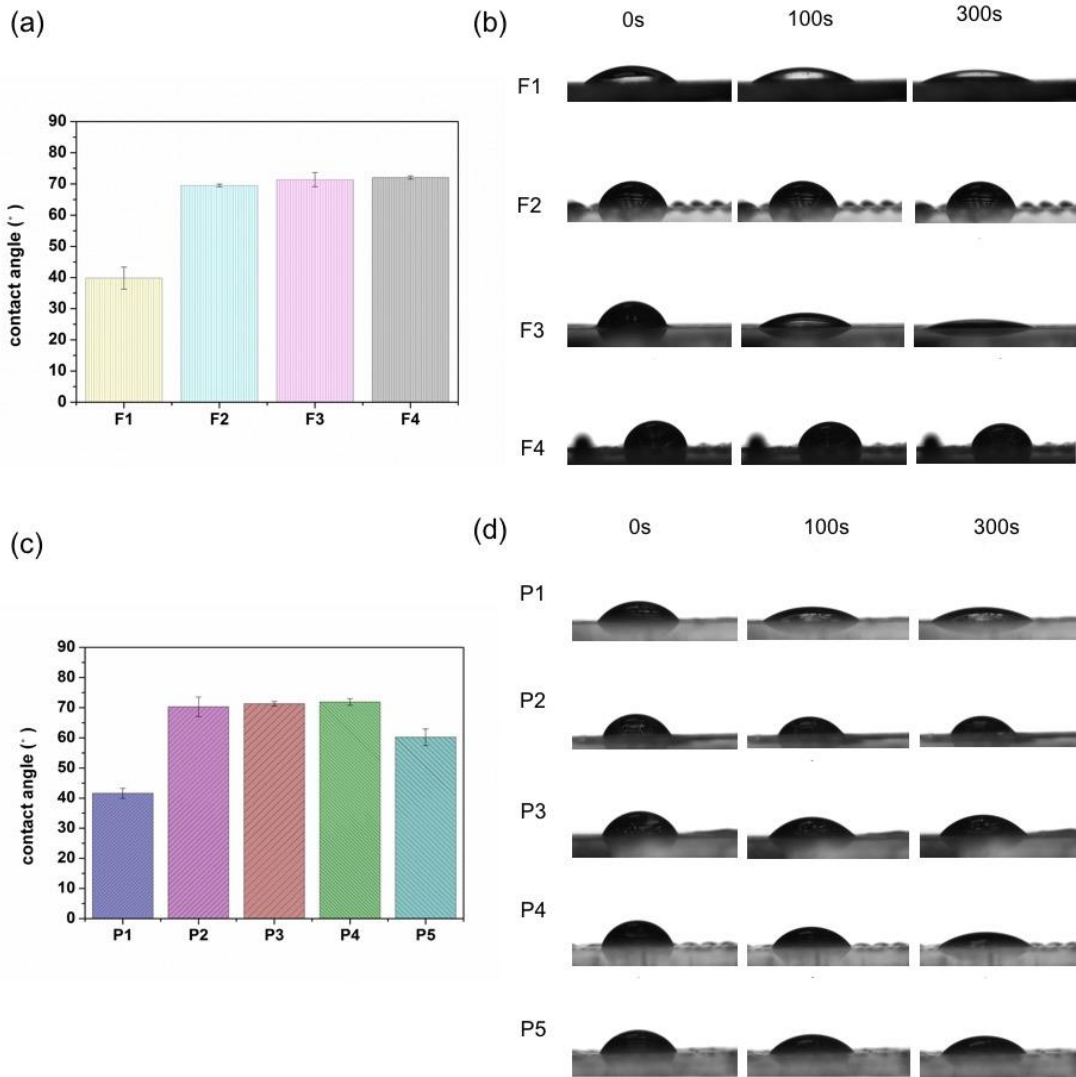 (a)
contact angle (°)
90
80
70
60
50
40
30
20
10
0
F1 F2 F3 F4
(b)
0s 100s 300s
F1
F2
F3
F4
(c)
contact angle (°)
90
80
70
60
50
40
30
20
10
0
P1 P2 P3 P4 P5
(d)
0s 100s 300s
P1
P2
P3
P4
P5